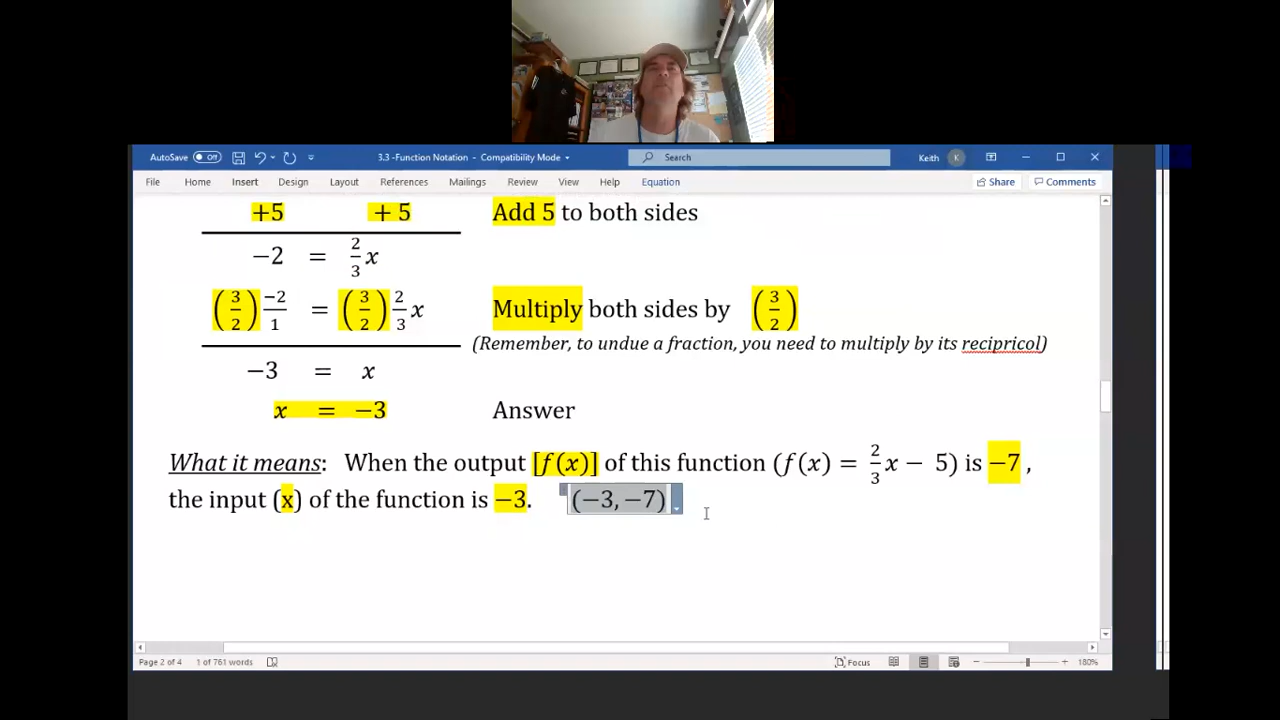 AutoSave Off 3.3 -Function Notation - Compatibility Mode Search Keith K
File Home Insert Design Layout References Mailings Review View Help Equation Share Comments
+5 + 5 Add 5 to both sides
−2 = 2/3 x
(3/2) −2/1 = (3/2) 2/3 x Multiply both sides by (3/2)
(Remember, to undue a fraction, you need to multiply by its recipricol)
−3 = x
x = −3 Answer
What it means: When the output [f(x)] of this function (f(x) = 2/3 x − 5) is −7 ,
the input (x) of the function is −3. (−3, −7)
Page 2 of 4 1 of 761 words Focus 180%